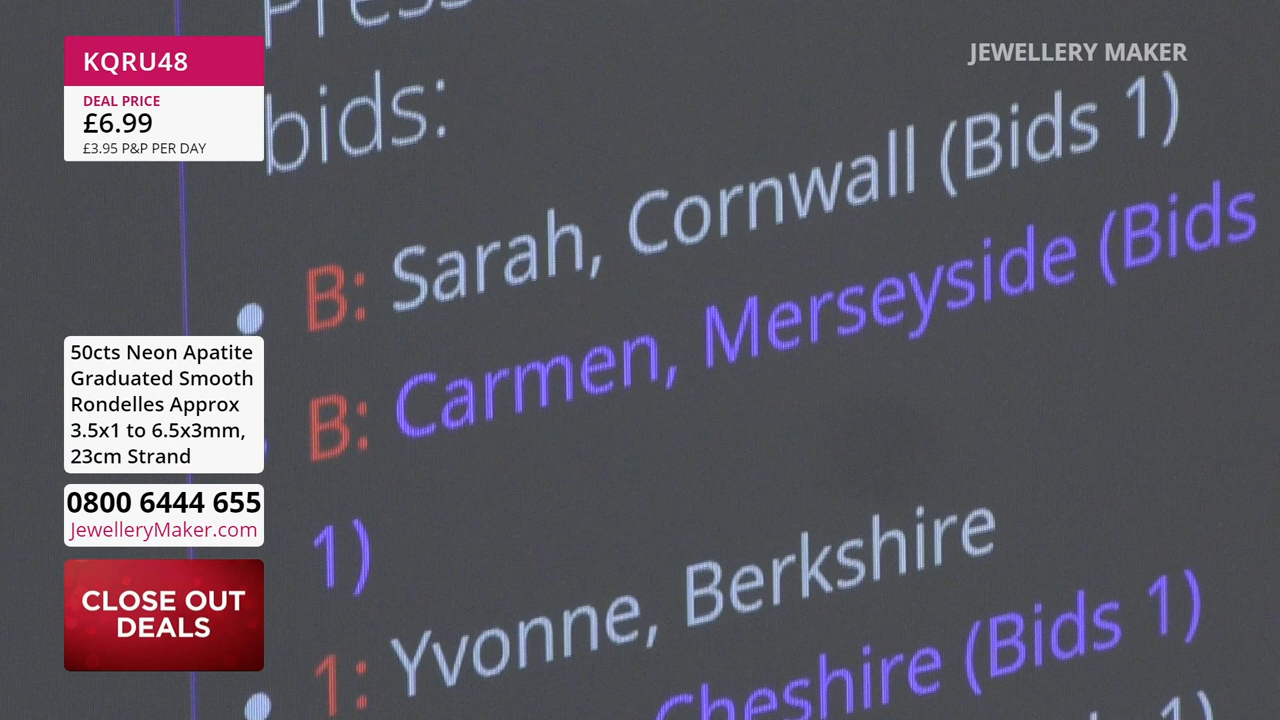 KQRU48
DEAL PRICE
£6.99
£3.95 P&P PER DAY
JEWELLERY MAKER
bids:
B: Sarah, Cornwall (Bids 1)
B: Carmen, Merseyside (Bids
1)
1: Yvonne, Berkshire
Cheshire (Bids 1)
50cts Neon Apatite
Graduated Smooth
Rondelles Approx
3.5x1 to 6.5x3mm,
23cm Strand
0800 6444 655
JewelleryMaker.com
CLOSE OUT
DEALS